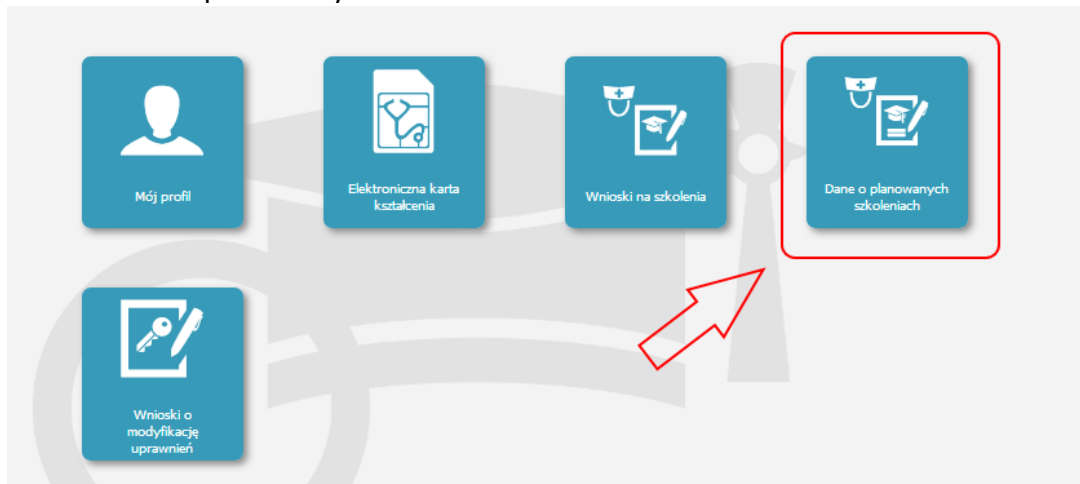 Mój profil
Elektroniczna karta
kształcenia
Wnioski na szkolenia
Dane o planowanych
szkoleniach
Wnioski o
modyfikację
uprawnień